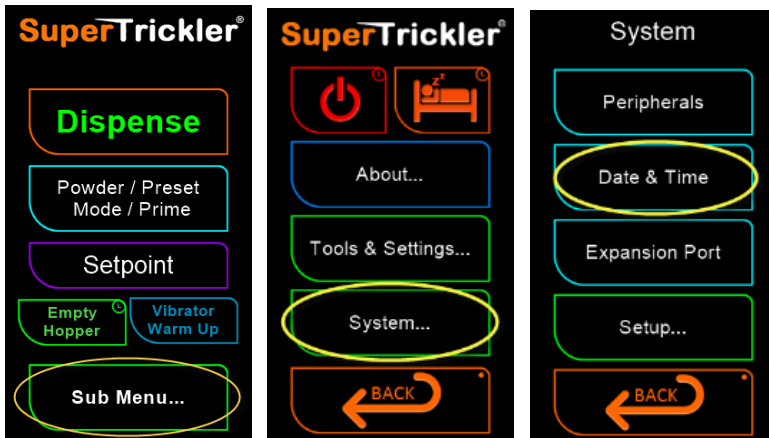 SuperTrickler®
Dispense
Powder / Preset
Mode / Prime
Setpoint
Empty
Hopper
Vibrator
Warm Up
Sub Menu...
SuperTrickler®
zz
About...
Tools & Settings...
System...
BACK
System
Peripherals
Date & Time
Expansion Port
Setup...
BACK